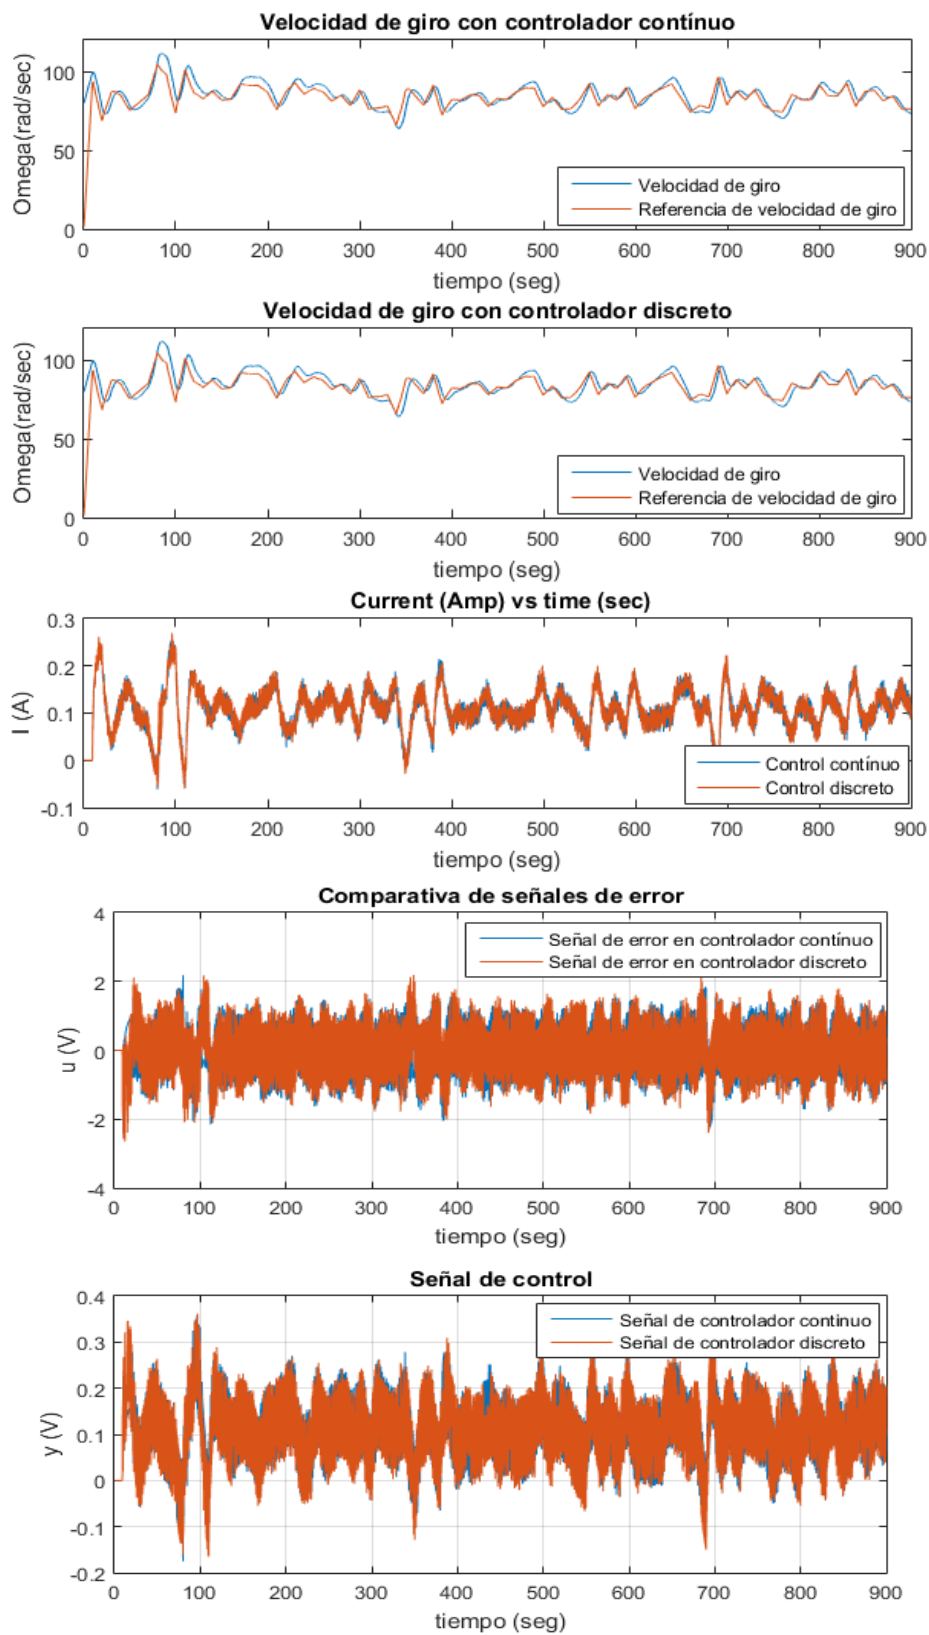 Velocidad de giro con controlador contínuo
Omega(rad/sec)
100
50
0
Velocidad de giro
Referencia de velocidad de giro
0 100 200 300 400 500 600 700 800 900
tiempo (seg)
Velocidad de giro con controlador discreto
Omega(rad/sec)
100
50
0
Velocidad de giro
Referencia de velocidad de giro
0 100 200 300 400 500 600 700 800 900
tiempo (seg)
Current (Amp) vs time (sec)
I (A)
0.3
0.2
0.1
0
-0.1
Control contínuo
Control discreto
0 100 200 300 400 500 600 700 800 900
tiempo (seg)
Comparativa de señales de error
u (V)
4
2
0
-2
-4
Señal de error en controlador contínuo
Señal de error en controlador discreto
0 100 200 300 400 500 600 700 800 900
tiempo (seg)
Señal de control
y (V)
0.4
0.3
0.2
0.1
0
-0.1
-0.2
Señal de controlador continuo
Señal de controlador discreto
0 100 200 300 400 500 600 700 800 900
tiempo (seg)